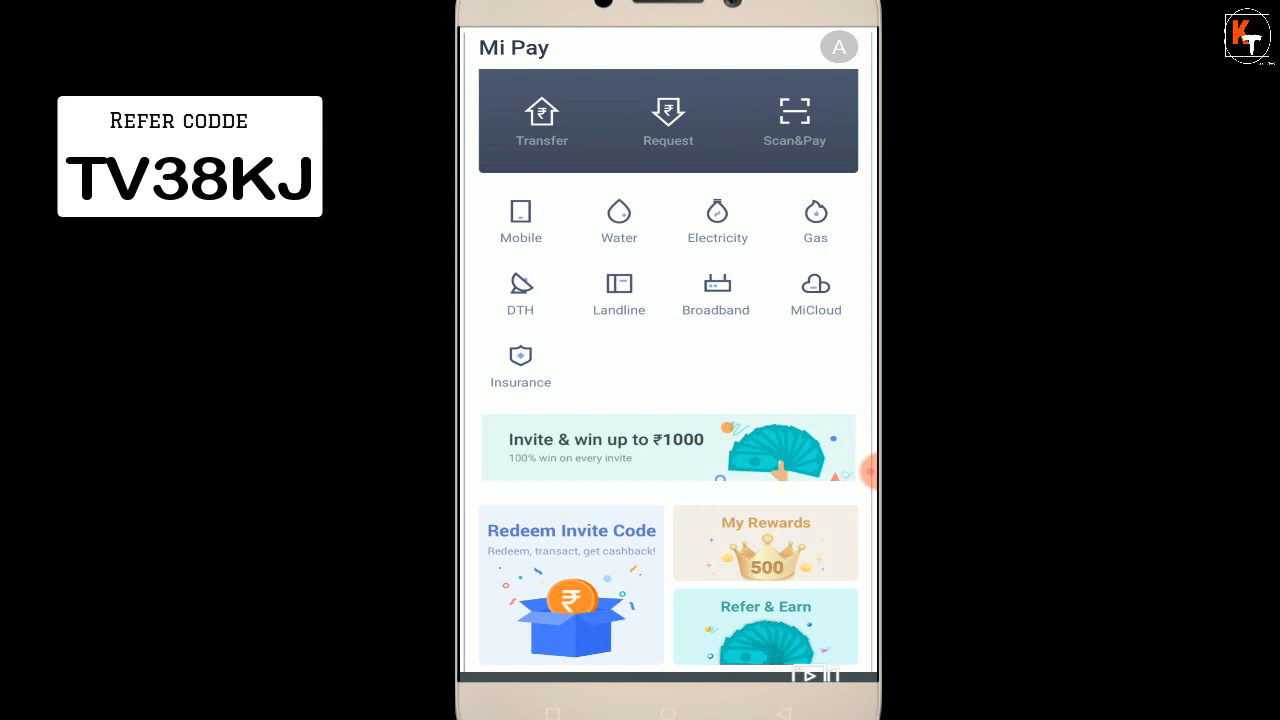 REFER CODDE
TV38KJ
KT
Mi Pay
A
Transfer Request Scan&Pay
Mobile Water Electricity Gas
DTH Landline Broadband MiCloud
Insurance
Invite & win up to ₹1000
100% win on every invite
Redeem Invite Code
Redeem, transact, get cashback!
My Rewards
500
Refer & Earn